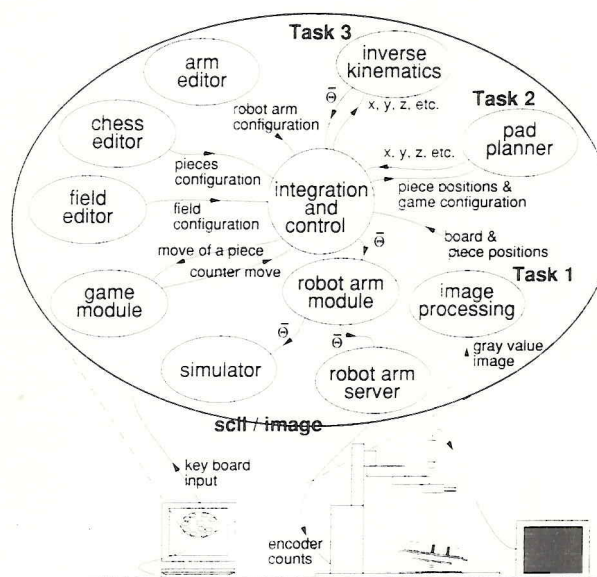 Task 3
arm
editor
inverse
kinematics
Θ̄
x, y, z, etc.
robot arm
configuration
Task 2
chess
editor
pieces
configuration
x, y, z, etc.
pad
planner
integration
and
control
piece positions &
game configuration
field
editor
field
configuration
move of a piece
counter move
Θ̄
board &
piece positions
Task 1
game
module
robot arm
module
image
processing
Θ̄
Θ̄
gray value
image
simulator
robot arm
server
scil / image
key board
input
encoder
counts